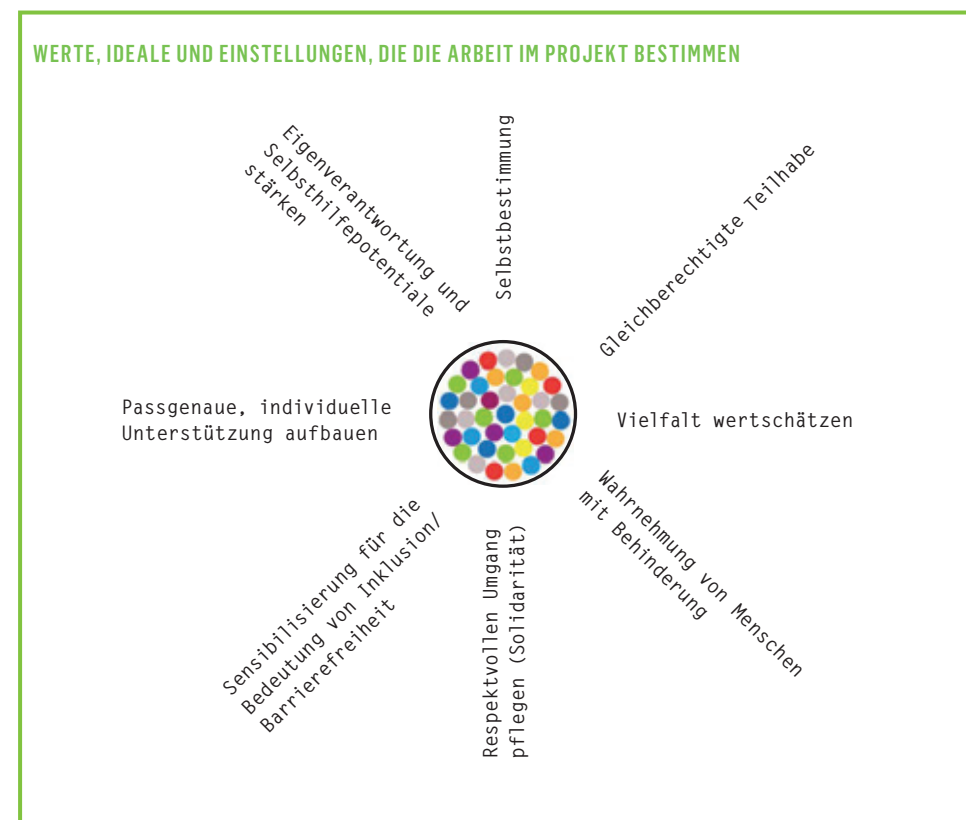 WERTE, IDEALE UND EINSTELLUNGEN, DIE DIE ARBEIT IM PROJEKT BESTIMMEN
Eigenverantwortung und
Selbsthilfepotentiale
stärken
Selbstbestimmung
Gleichberechtigte Teilhabe
Passgenaue, individuelle
Unterstützung aufbauen
Vielfalt wertschätzen
Sensibilisierung für die
Bedeutung von Inklusion/
Barrierefreiheit
Respektvollen Umgang
pflegen (Solidarität)
Wahrnehmung von Menschen
mit Behinderung